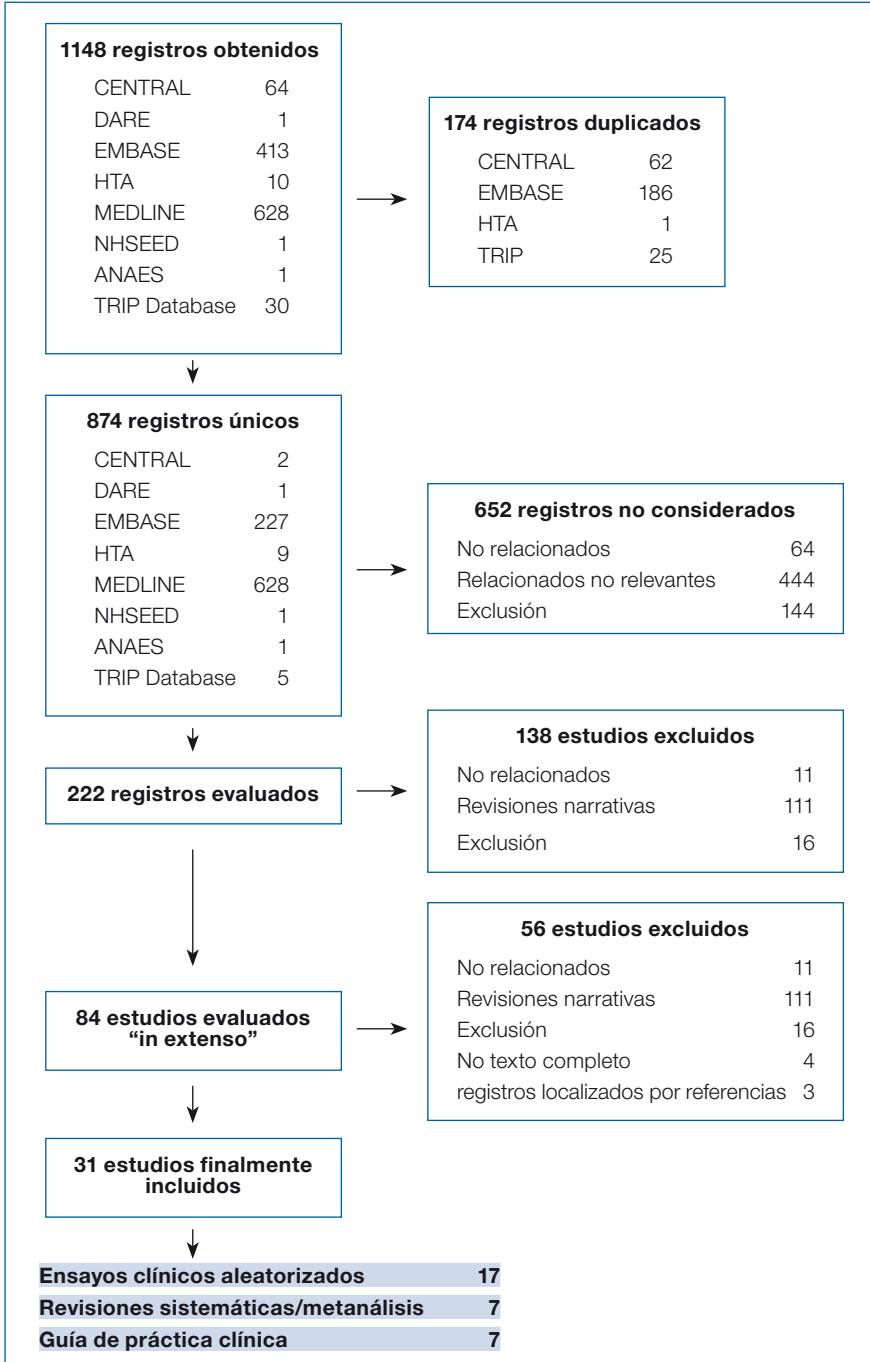 1148 registros obtenidos
CENTRAL 64
DARE 1
EMBASE 413
HTA 10
MEDLINE 628
NHSEED 1
ANAES 1
TRIP Database 30
174 registros duplicados
CENTRAL 62
EMBASE 186
HTA 1
TRIP 25
874 registros únicos
CENTRAL 2
DARE 1
EMBASE 227
HTA 9
MEDLINE 628
NHSEED 1
ANAES 1
TRIP Database 5
652 registros no considerados
No relacionados 64
Relacionados no relevantes 444
Exclusión 144
222 registros evaluados
138 estudios excluidos
No relacionados 11
Revisiones narrativas 111
Exclusión 16
84 estudios evaluados
“in extenso”
56 estudios excluidos
No relacionados 11
Revisiones narrativas 111
Exclusión 16
No texto completo 4
registros localizados por referencias 3
31 estudios finalmente
incluidos
Ensayos clínicos aleatorizados 17
Revisiones sistemáticas/metanálisis 7
Guía de práctica clínica 7